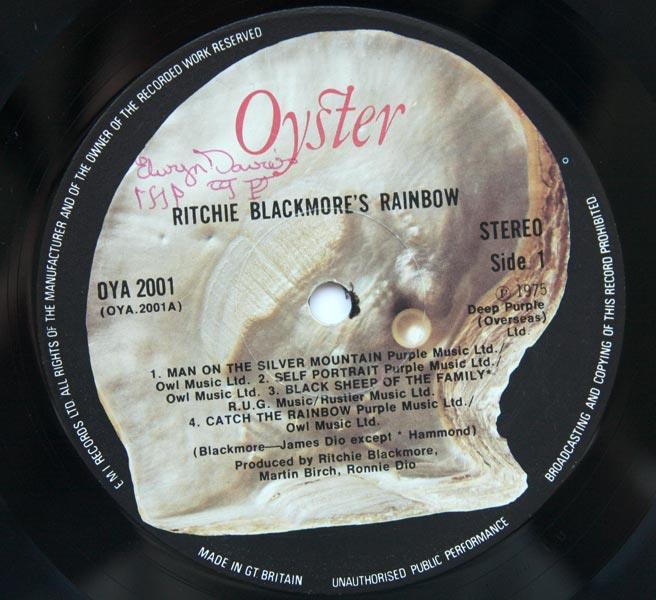 Oyster
Elwyn Davies
RITCHIE BLACKMORE'S RAINBOW
STEREO
Side 1
OYA 2001
(OYA.2001A)
Ⓟ 1975
Deep Purple
(Overseas)
Ltd.
1. MAN ON THE SILVER MOUNTAIN Purple Music Ltd./
Owl Music Ltd. 2. SELF PORTRAIT Purple Music Ltd./
Owl Music Ltd. 3. BLACK SHEEP OF THE FAMILY*
R.U.G. Music/Rustler Music Ltd.
4. CATCH THE RAINBOW Purple Music Ltd./
Owl Music Ltd.
(Blackmore—James Dio except * Hammond)
Produced by Ritchie Blackmore,
Martin Birch, Ronnie Dio
E M I RECORDS LTD ALL RIGHTS OF THE MANUFACTURER AND OF THE OWNER OF THE RECORDED WORK RESERVED
MADE IN GT BRITAIN
UNAUTHORISED PUBLIC PERFORMANCE
BROADCASTING AND COPYING OF THIS RECORD PROHIBITED.